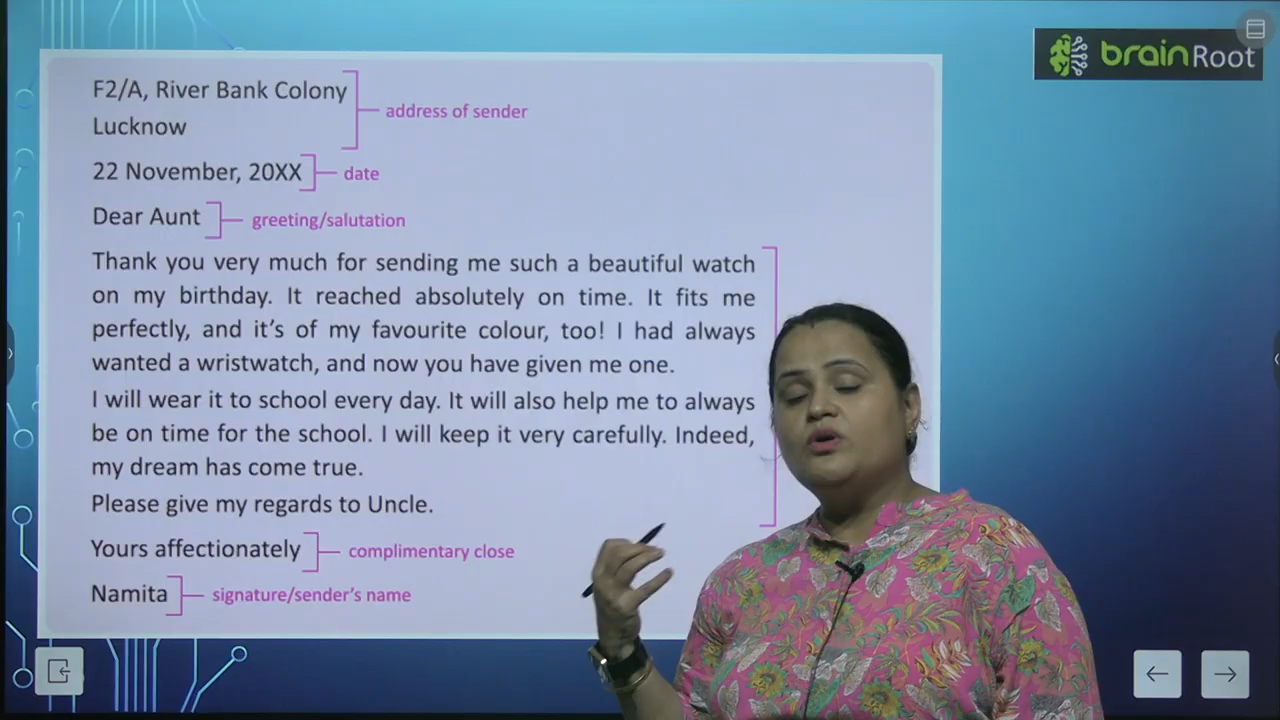 brainRoot
F2/A, River Bank Colony
Lucknow
address of sender
22 November, 20XX
date
Dear Aunt
greeting/salutation
Thank you very much for sending me such a beautiful watch
on my birthday. It reached absolutely on time. It fits me
perfectly, and it's of my favourite colour, too! I had always
wanted a wristwatch, and now you have given me one.
I will wear it to school every day. It will also help me to always
be on time for the school. I will keep it very carefully. Indeed,
my dream has come true.
Please give my regards to Uncle.
Yours affectionately
complimentary close
Namita
signature/sender's name